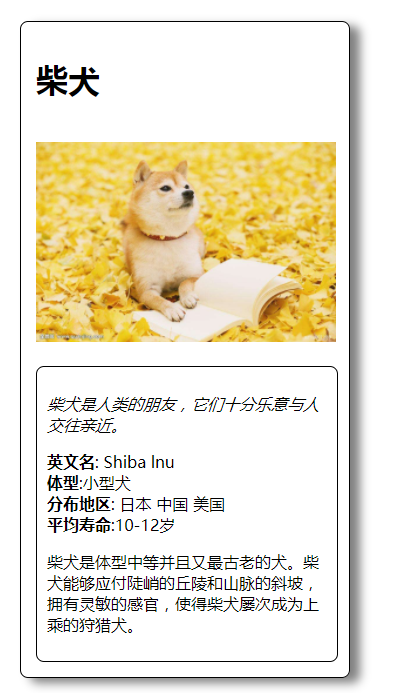 柴犬
柴犬是人类的朋友，它们十分乐意与人
交往亲近。
英文名: Shiba lnu
体型:小型犬
分布地区: 日本 中国 美国
平均寿命:10-12岁
柴犬是体型中等并且又最古老的犬。柴
犬能够应付陡峭的丘陵和山脉的斜坡，
拥有灵敏的感官，使得柴犬屡次成为上
乘的狩猎犬。